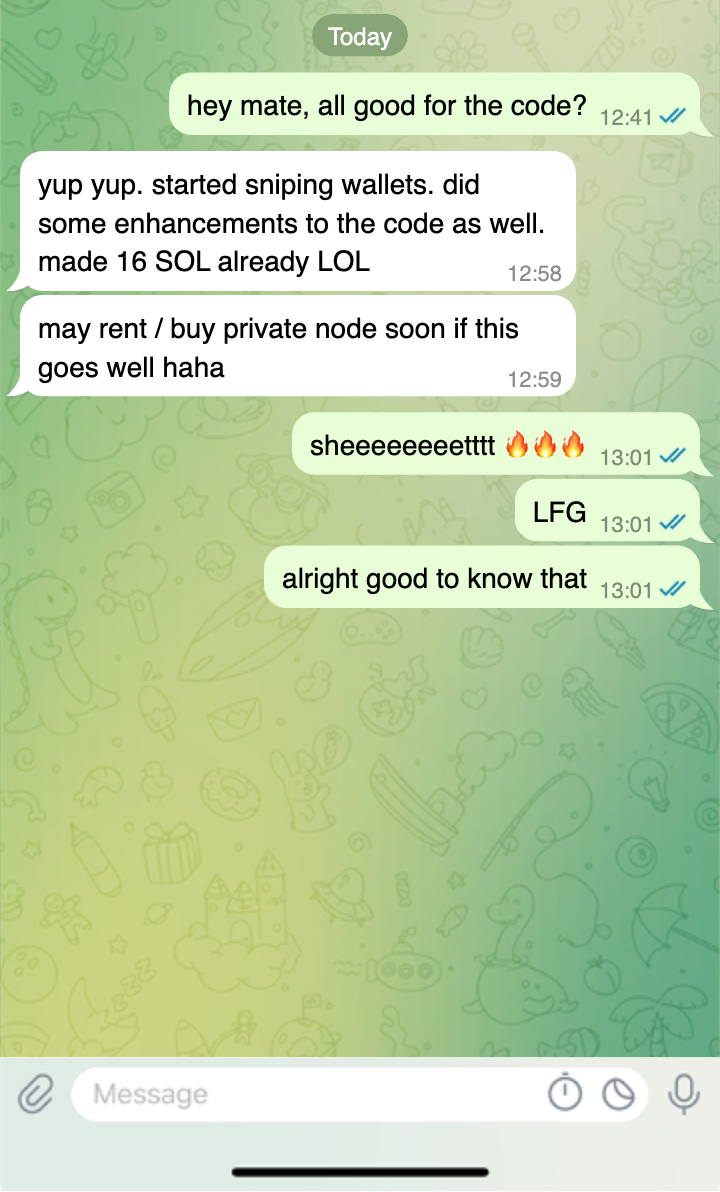 Today
hey mate, all good for the code? 12:41
yup yup. started sniping wallets. did
some enhancements to the code as well.
made 16 SOL already LOL 12:58
may rent / buy private node soon if this
goes well haha 12:59
sheeeeeeeetttt 🔥🔥🔥 13:01
LFG 13:01
alright good to know that 13:01
Message